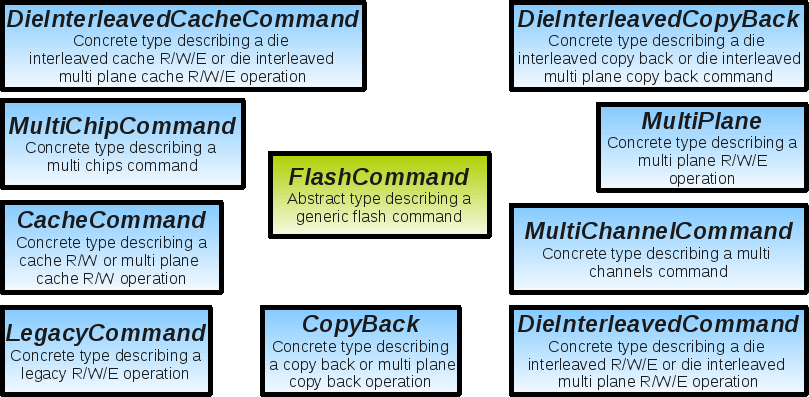 DieInterleavedCacheCommand
Concrete type describing a die
interleaved cache R/W/E or die interleaved
multi plane cache R/W/E operation
DieInterleavedCopyBack
Concrete type describing a die
interleaved copy back or die interleaved
multi plane copy back command
MultiChipCommand
Concrete type describing a
multi chips command
MultiPlane
Concrete type describing a
multi plane R/W/E
operation
FlashCommand
Abstract type describing a
generic flash command
CacheCommand
Concrete type describing a
cache R/W or multi plane
cache R/W operation
MultiChannelCommand
Concrete type describing a multi
channels command
LegacyCommand
Concrete type describing a
legacy R/W/E operation
CopyBack
Concrete type describing
a copy back or multi plane
copy back operation
DieInterleavedCommand
Concrete type describing a die
interleaved R/W/E or die interleaved
multi plane R/W/E operation